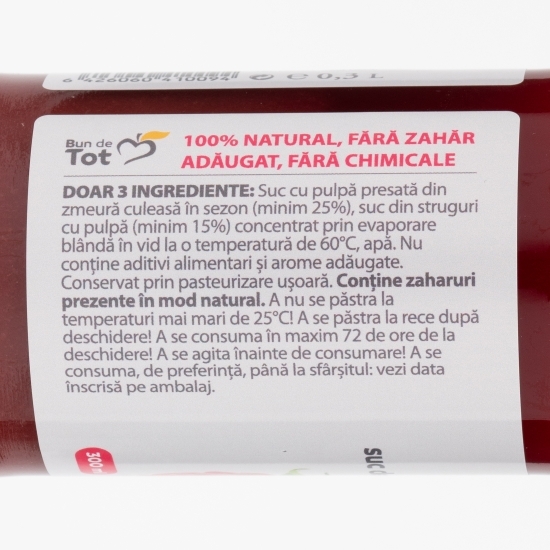 6 426060 410094 e 0,3 L
Bun de
Tot
100% NATURAL, FĂRĂ ZAHĂR
ADĂUGAT, FĂRĂ CHIMICALE
DOAR 3 INGREDIENTE: Suc cu pulpă presată din
zmeură culeasă în sezon (minim 25%), suc din struguri
cu pulpă (minim 15%) concentrat prin evaporare
blândă în vid la o temperatură de 60°C, apă. Nu
conține aditivi alimentari și arome adăugate.
Conservat prin pasteurizare ușoară. Conține zaharuri
prezente în mod natural. A nu se păstra la
temperaturi mai mari de 25°C! A se păstra la rece după
deschidere! A se consuma în maxim 72 de ore de la
deschidere! A se agita înainte de consumare! A se
consuma, de preferință, până la sfârșitul: vezi data
înscrisă pe ambalaj.
300
suc